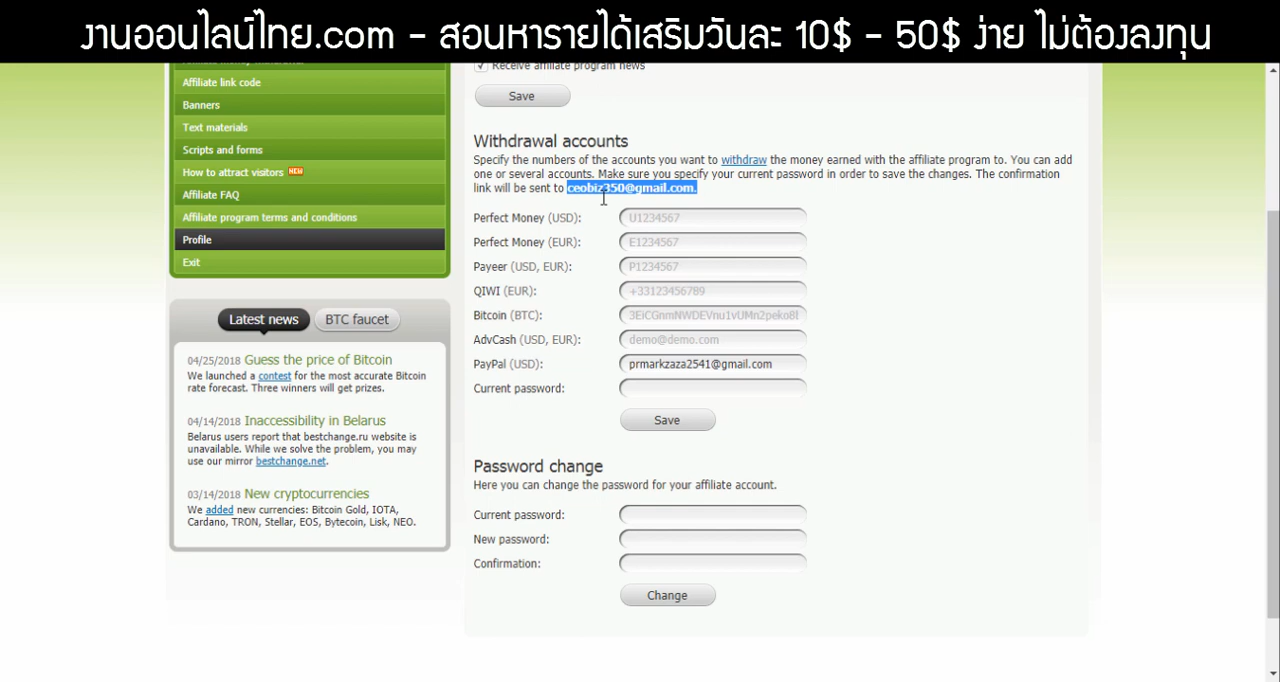 งานออนไลน์ไทย.com - สอนหารายได้เสริมวันละ 10$ - 50$ ง่าย ไม่ต้องลงทุน
Affiliate link code
Banners
Text materials
Scripts and forms
How to attract visitors NEW
Affiliate FAQ
Affiliate program terms and conditions
Profile
Exit
Latest news
BTC faucet
04/25/2018 Guess the price of Bitcoin
We launched a contest for the most accurate Bitcoin
rate forecast. Three winners will get prizes.
04/14/2018 Inaccessibility in Belarus
Belarus users report that bestchange.ru website is
unavailable. While we solve the problem, you may
use our mirror bestchange.net.
03/14/2018 New cryptocurrencies
We added new currencies: Bitcoin Gold, IOTA,
Cardano, TRON, Stellar, EOS, Bytecoin, Lisk, NEO.
Receive affiliate program news
Save
Withdrawal accounts
Specify the numbers of the accounts you want to withdraw the money earned with the affiliate program to. You can add
one or several accounts. Make sure you specify your current password in order to save the changes. The confirmation
link will be sent to ceobiz350@gmail.com.
Perfect Money (USD): U1234567
Perfect Money (EUR): E1234567
Payeer (USD, EUR): P1234567
QIWI (EUR): +33123456789
Bitcoin (BTC):
AdvCash (USD, EUR): demo@demo.com
PayPal (USD): prmarkzaza2541@gmail.com
Current password:
Save
Password change
Here you can change the password for your affiliate account.
Current password:
New password:
Confirmation:
Change